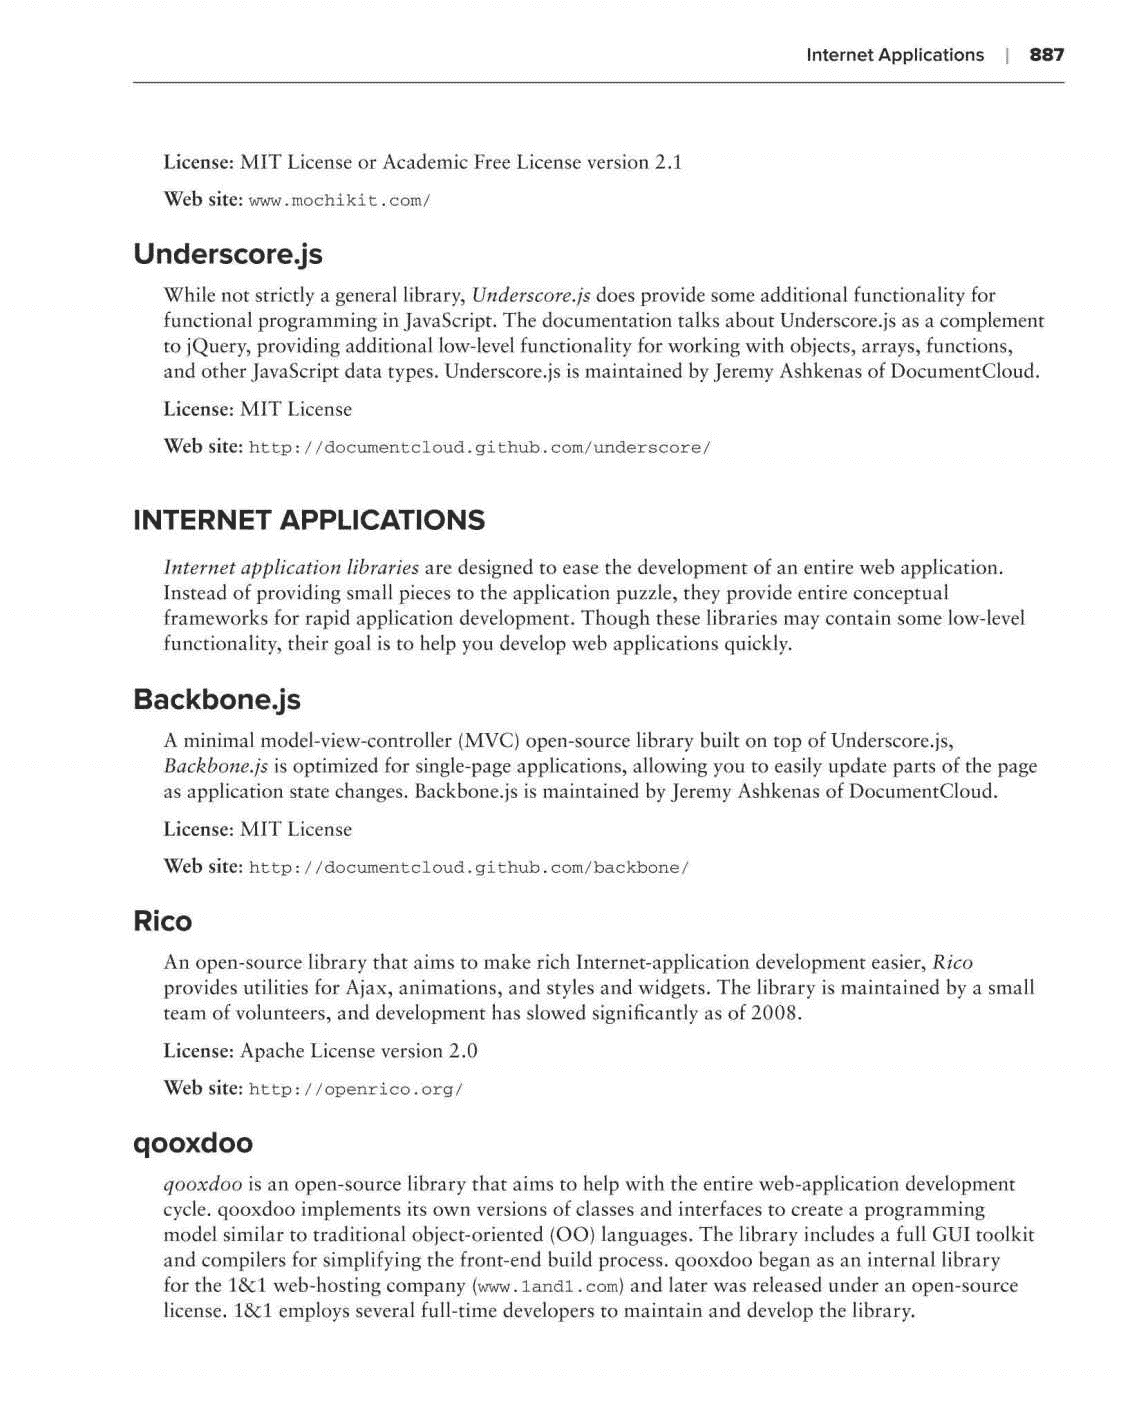 Internet Applications | 887
License: MIT License or Academic Free License version 2.1
Web site: www.mochikit.com/
Underscore.js
While not strictly a general library, Underscore.js does provide some additional functionality for
functional programming in JavaScript. The documentation talks about Underscore.js as a complement
to jQuery, providing additional low-level functionality for working with objects, arrays, functions,
and other JavaScript data types. Underscore.js is maintained by Jeremy Ashkenas of DocumentCloud.
License: MIT License
Web site: http://documentcloud.github.com/underscore/
INTERNET APPLICATIONS
Internet application libraries are designed to ease the development of an entire web application.
Instead of providing small pieces to the application puzzle, they provide entire conceptual
frameworks for rapid application development. Though these libraries may contain some low-level
functionality, their goal is to help you develop web applications quickly.
Backbone.js
A minimal model-view-controller (MVC) open-source library built on top of Underscore.js,
Backbone.js is optimized for single-page applications, allowing you to easily update parts of the page
as application state changes. Backbone.js is maintained by Jeremy Ashkenas of DocumentCloud.
License: MIT License
Web site: http://documentcloud.github.com/backbone/
Rico
An open-source library that aims to make rich Internet-application development easier, Rico
provides utilities for Ajax, animations, and styles and widgets. The library is maintained by a small
team of volunteers, and development has slowed significantly as of 2008.
License: Apache License version 2.0
Web site: http://openrico.org/
qooxdoo
qooxdoo is an open-source library that aims to help with the entire web-application development
cycle. qooxdoo implements its own versions of classes and interfaces to create a programming
model similar to traditional object-oriented (OO) languages. The library includes a full GUI toolkit
and compilers for simplifying the front-end build process. qooxdoo began as an internal library
for the 1&1 web-hosting company (www.1and1.com) and later was released under an open-source
license. 1&1 employs several full-time developers to maintain and develop the library.